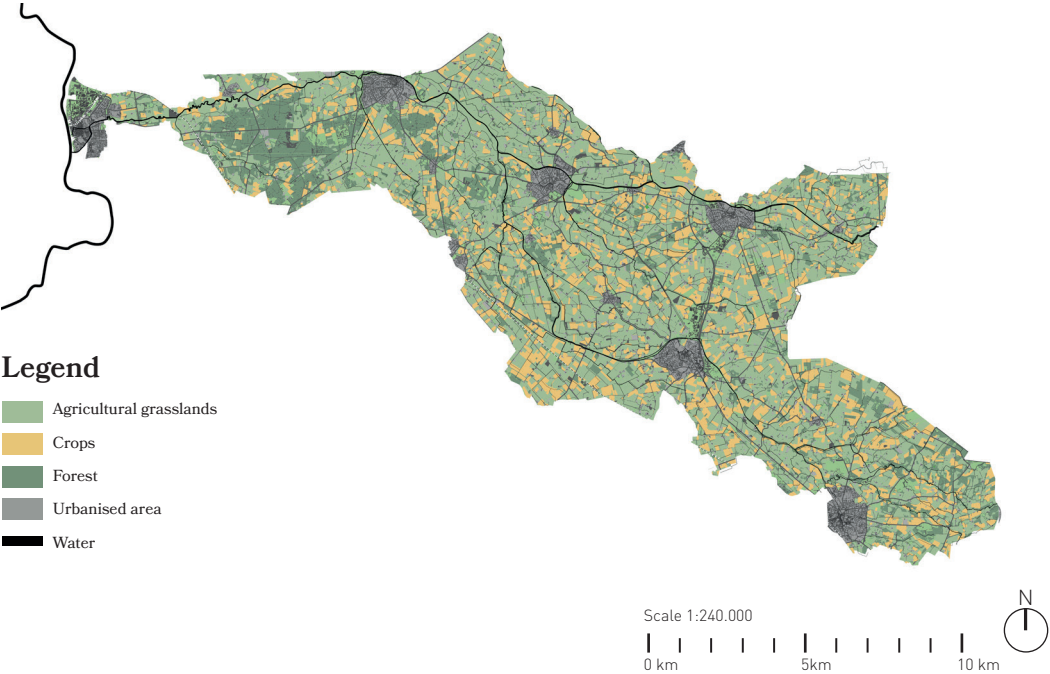 Legend
Agricultural grasslands
Crops
Forest
Urbanised area
Water
N
Scale 1:240.000
0 km
5km
10 km